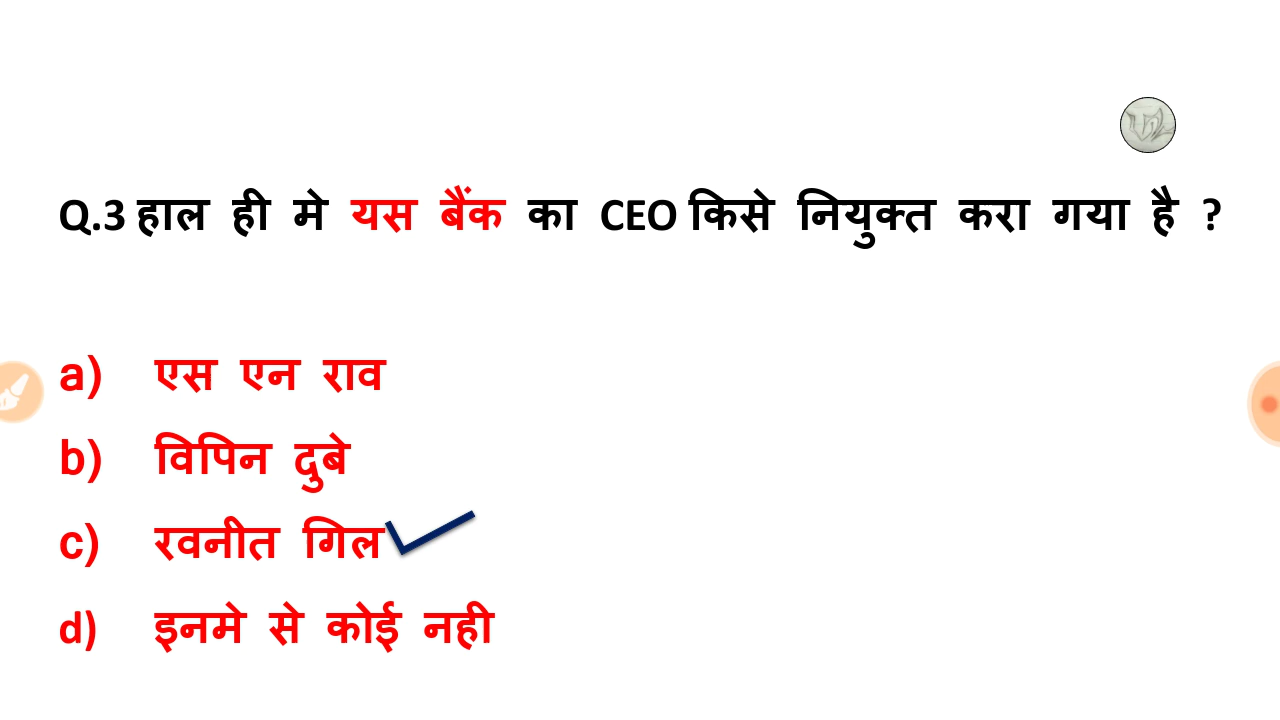 Q.3 हाल ही मे यस बैंक का CEO किसे नियुक्त करा गया है ?
a) एस एन राव
b) विपिन दुबे
c) रवनीत गिल
d) इनमे से कोई नही